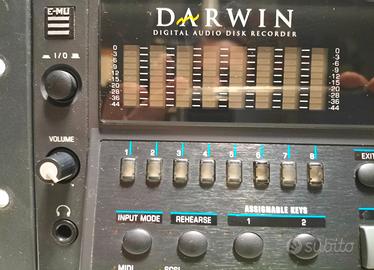 E-MU
DARWIN
DIGITAL AUDIO DISK RECORDER
I/O
0
3
6
9
12
15
20
28
36
44
0
3
6
9
12
15
20
28
36
44
VOLUME
1 2 3 4 5 6 7 8
EXIT
INPUT MODE
REHEARSE
ASSIGNABLE KEYS
1 2
MIDI
SCSI
subito